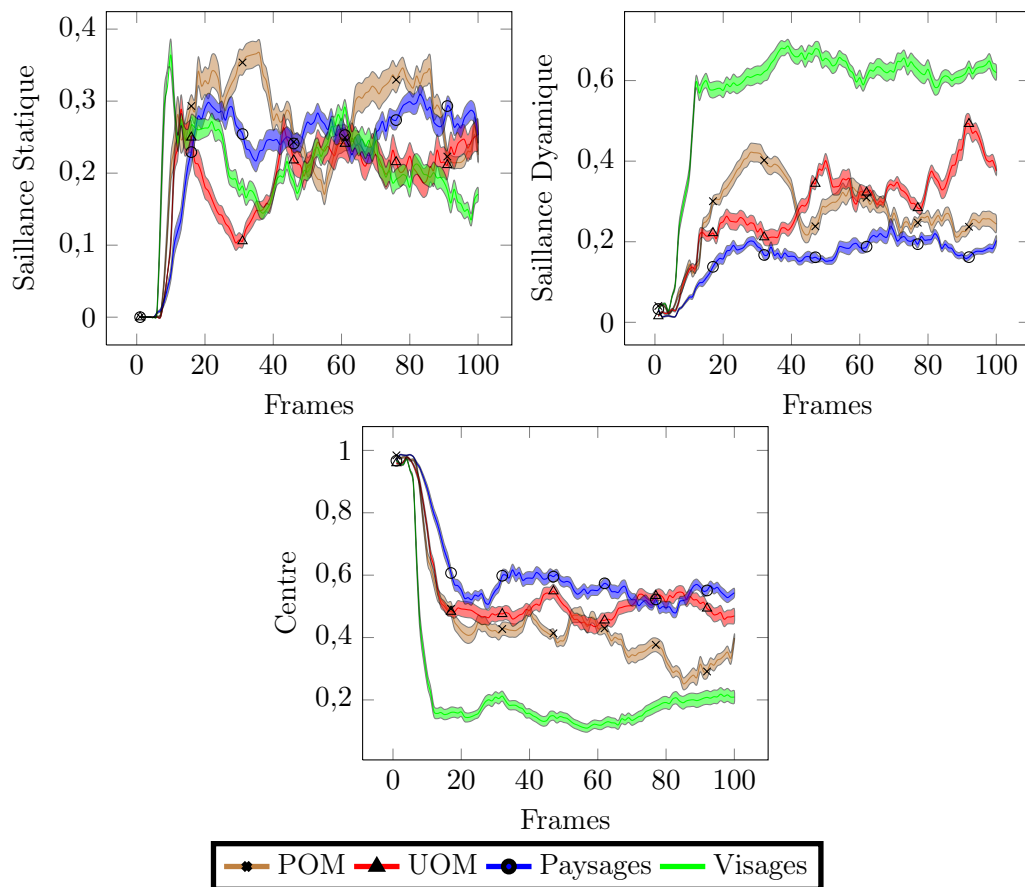 0,4
0,3
0,2
0,1
0
Saillance Statique
0 20 40 60 80 100
Frames
0,6
0,4
0,2
0
Saillance Dyamique
0 20 40 60 80 100
Frames
1
0,8
0,6
0,4
0,2
Centre
0 20 40 60 80 100
Frames
POM UOM Paysages Visages